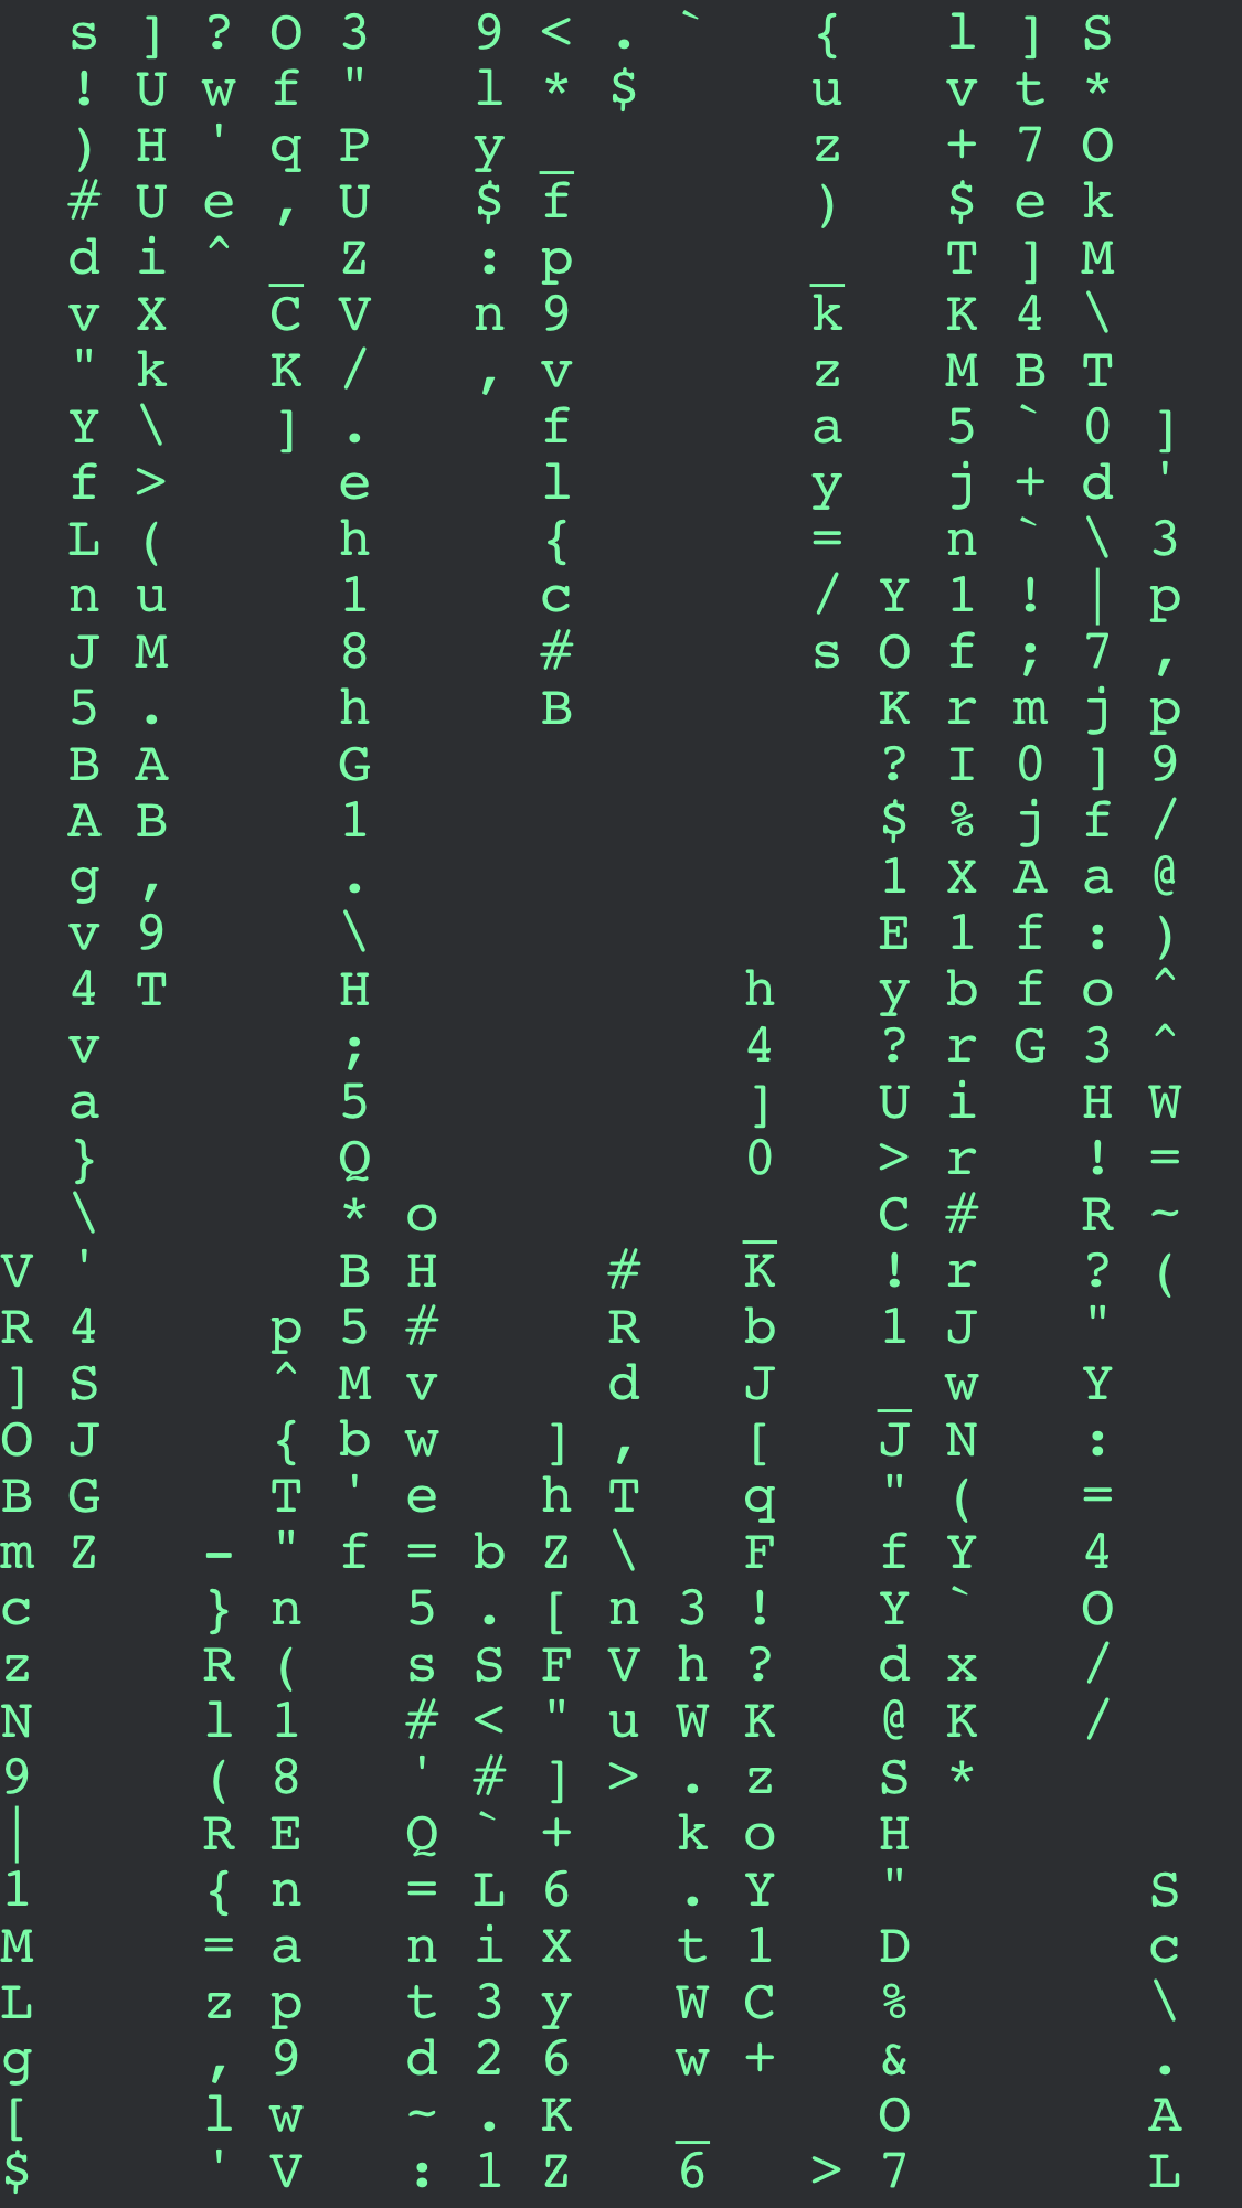 s ] ? O 3 9 < . ` { l ] S
! U w f " l * $ u v t *
) H ' q P y _ z + 7 O
# U e , U $ f ) $ e k
d i ^ _ Z : p _ T ] M
v X C V n 9 k K 4 \
" k K / , v z M B T
Y \ ] . f a 5 ` 0 ]
f > e l y j + d '
L ( h { = n ` \ 3
n u 1 c / Y 1 ! | p
J M 8 # s O f ; 7 ,
5 . h B K r m j p
B A G ? I 0 ] 9
A B 1 $ % j f /
g , . 1 X A a @
v 9 \ E 1 f : )
4 T H h y b f o ^
v ; 4 ? r G 3 ^
a 5 ] U i H W
} Q 0 > r ! =
\ * o _ C # R ~
V ' B H # K ! r ? (
R 4 p 5 # R b 1 J "
] S ^ M v d J _ w Y
O J { b w ] , [ J N :
B G T ' e h T q " ( =
m Z - " f = b Z \ F f Y 4
c } n 5 . [ n 3 ! Y ` O
z R ( s S F V h ? d x /
N l 1 # < " u W K @ K /
9 ( 8 ' # ] > . z S *
| R E Q ` + k o H
1 { n = L 6 . Y " S
M = a n i X t 1 D c
L z p t 3 y W C % \
g , 9 d 2 6 w + & .
[ l w ~ . K _ O A
$ ' V : 1 Z 6 > 7 L